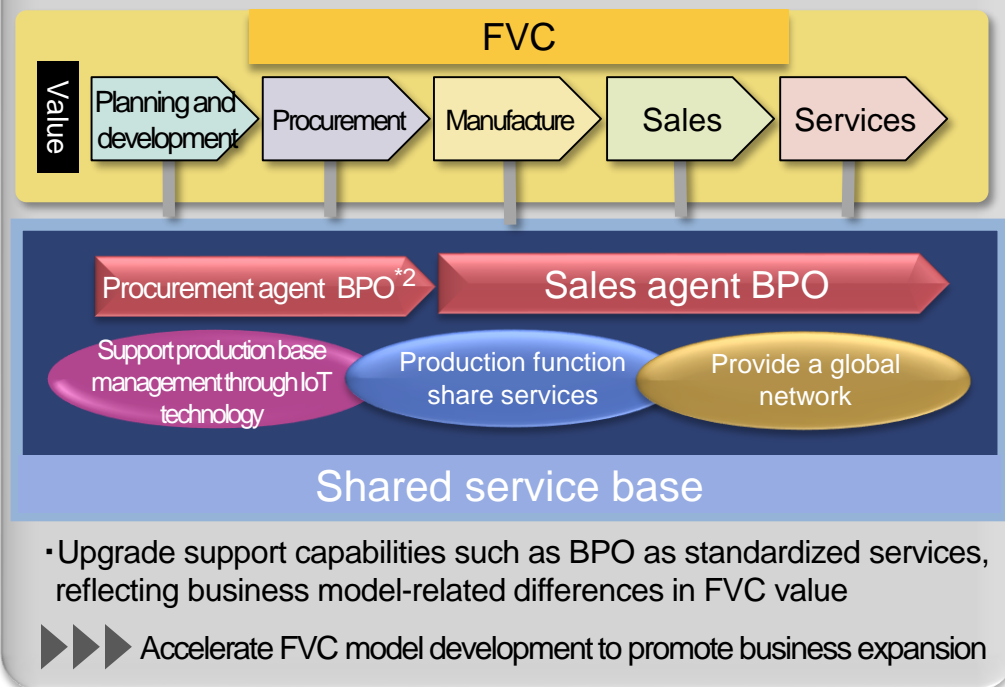 FVC
Value
Planning and
development
Procurement
Manufacture
Sales
Services
Procurement agent BPO*2
Sales agent BPO
Support production base
management through IoT
technology
Production function
share services
Provide a global
network
Shared service base
・Upgrade support capabilities such as BPO as standardized services,
reflecting business model-related differences in FVC value
Accelerate FVC model development to promote business expansion